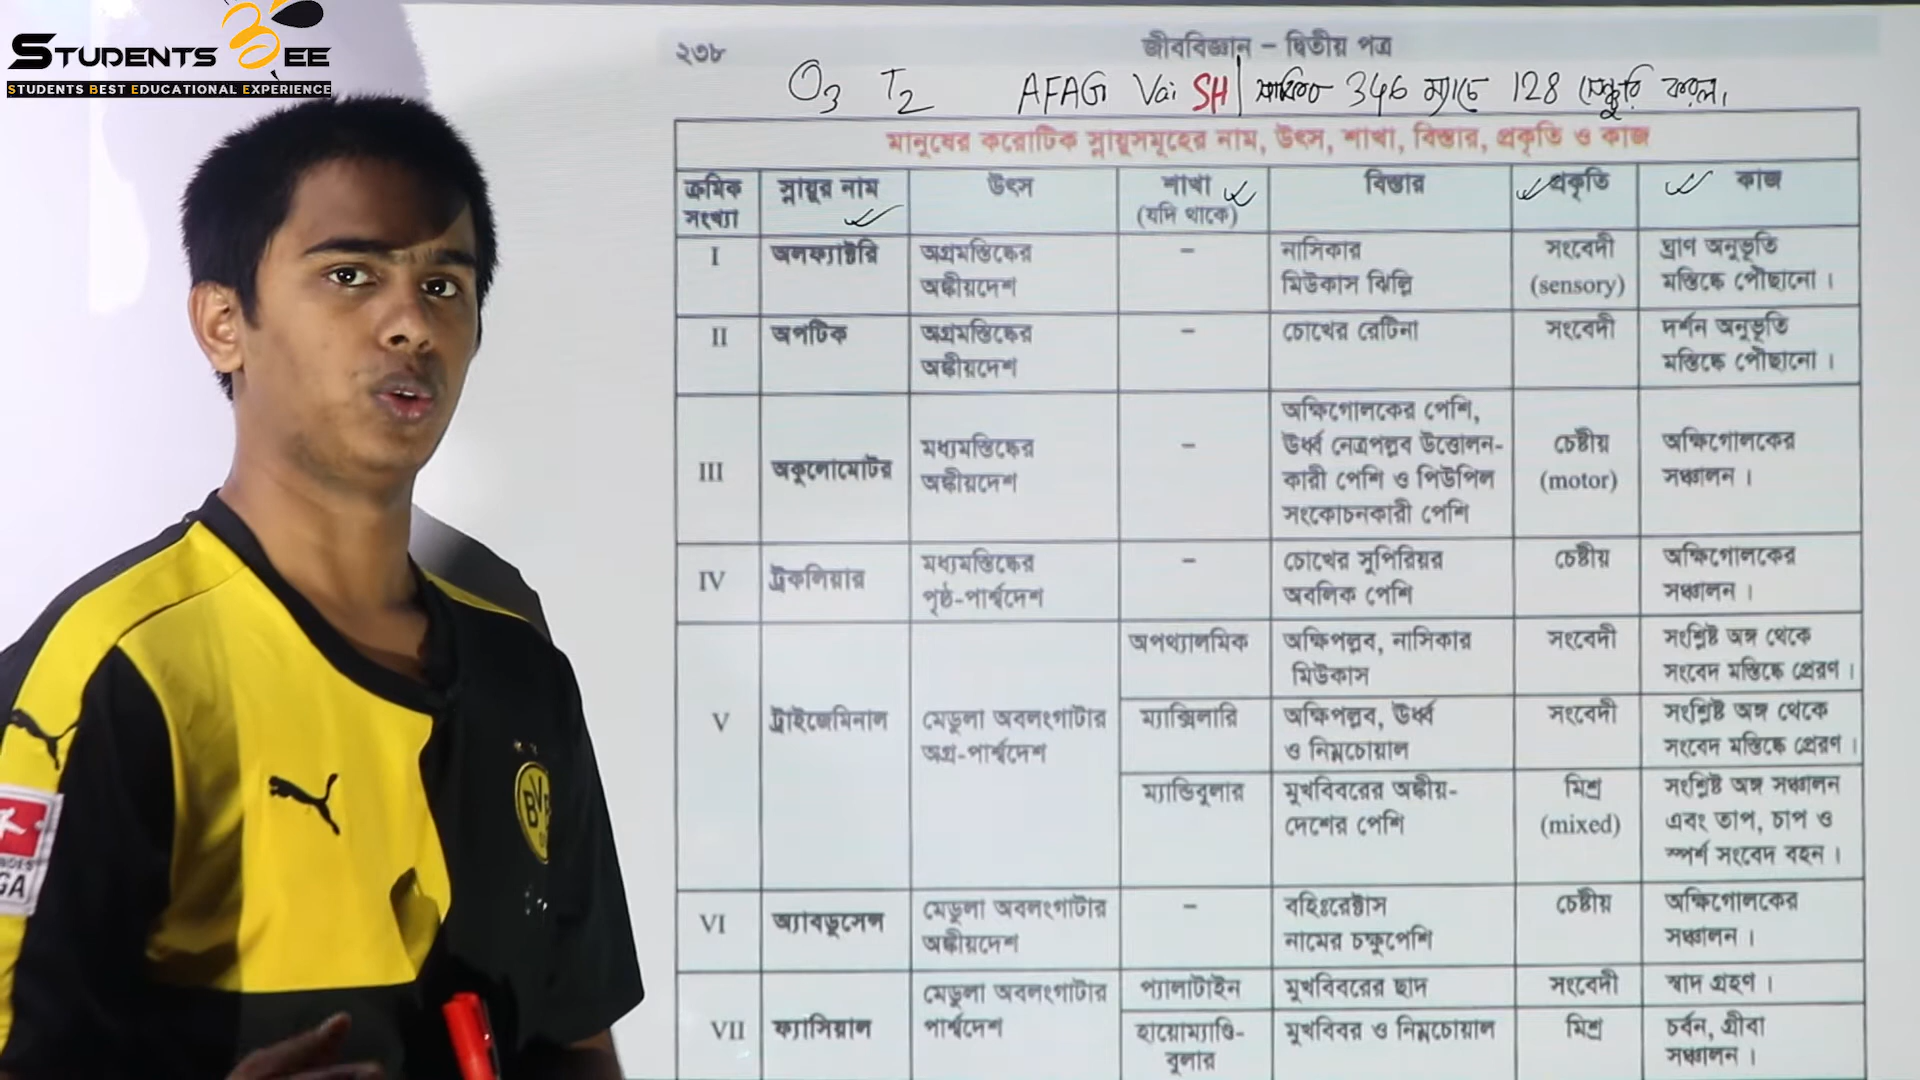 STUDENTS BEE
STUDENTS BEST EDUCATIONAL EXPERIENCE
২৩৮
জীববিজ্ঞান – দ্বিতীয় পত্র
O3 T2 AFAG Vai SH | সাকিব 346 ম্যাচে 128 সেঞ্চুরি করল।
মানুষের করোটিক স্নায়ুসমূহের নাম, উৎস, শাখা, বিস্তার, প্রকৃতি ও কাজ
ক্রমিক সংখ্যা | স্নায়ুর নাম | উৎস | শাখা (যদি থাকে) | বিস্তার | প্রকৃতি | কাজ
I | অলফ্যাক্টরি | অগ্রমস্তিষ্কের অঙ্কীয়দেশ | – | নাসিকার মিউকাস ঝিল্লি | সংবেদী (sensory) | ঘ্রাণ অনুভূতি মস্তিষ্কে পৌঁছানো।
II | অপটিক | অগ্রমস্তিষ্কের অঙ্কীয়দেশ | – | চোখের রেটিনা | সংবেদী | দর্শন অনুভূতি মস্তিষ্কে পৌঁছানো।
III | অকুলোমোটর | মধ্যমস্তিষ্কের অঙ্কীয়দেশ | – | অক্ষিগোলকের পেশি, ঊর্ধ্ব নেত্রপল্লব উত্তোলন-কারী পেশি ও পিউপিল সংকোচনকারী পেশি | চেষ্টীয় (motor) | অক্ষিগোলকের সঞ্চালন।
IV | ট্রকলিয়ার | মধ্যমস্তিষ্কের পৃষ্ঠ-পার্শ্বদেশ | – | চোখের সুপিরিয়র অবলিক পেশি | চেষ্টীয় | অক্ষিগোলকের সঞ্চালন।
V | ট্রাইজেমিনাল | মেডুলা অবলংগাটার অগ্র-পার্শ্বদেশ | অপথ্যালমিক | অক্ষিপল্লব, নাসিকার মিউকাস | সংবেদী | সংশ্লিষ্ট অঙ্গ থেকে সংবেদ মস্তিষ্কে প্রেরণ।
ম্যাক্সিলারি | অক্ষিপল্লব, ঊর্ধ্ব ও নিম্নচোয়াল | সংবেদী | সংশ্লিষ্ট অঙ্গ থেকে সংবেদ মস্তিষ্কে প্রেরণ।
ম্যান্ডিবুলার | মুখবিবরের অঙ্কীয়-দেশের পেশি | মিশ্র (mixed) | সংশ্লিষ্ট অঙ্গ সঞ্চালন এবং তাপ, চাপ ও স্পর্শ সংবেদ বহন।
VI | অ্যাবডুসেন্স | মেডুলা অবলংগাটার অঙ্কীয়দেশ | – | বহিঃরেক্টাস নামের চক্ষুপেশি | চেষ্টীয় | অক্ষিগোলকের সঞ্চালন।
VII | ফ্যাসিয়াল | মেডুলা অবলংগাটার পার্শ্বদেশ | প্যালাটাইন | মুখবিবরের ছাদ | সংবেদী | স্বাদ গ্রহণ।
হায়োম্যান্ডি-বুলার | মুখবিবর ও নিম্নচোয়াল | মিশ্র | চর্বন, গ্রীবা সঞ্চালন।
BVB
GA